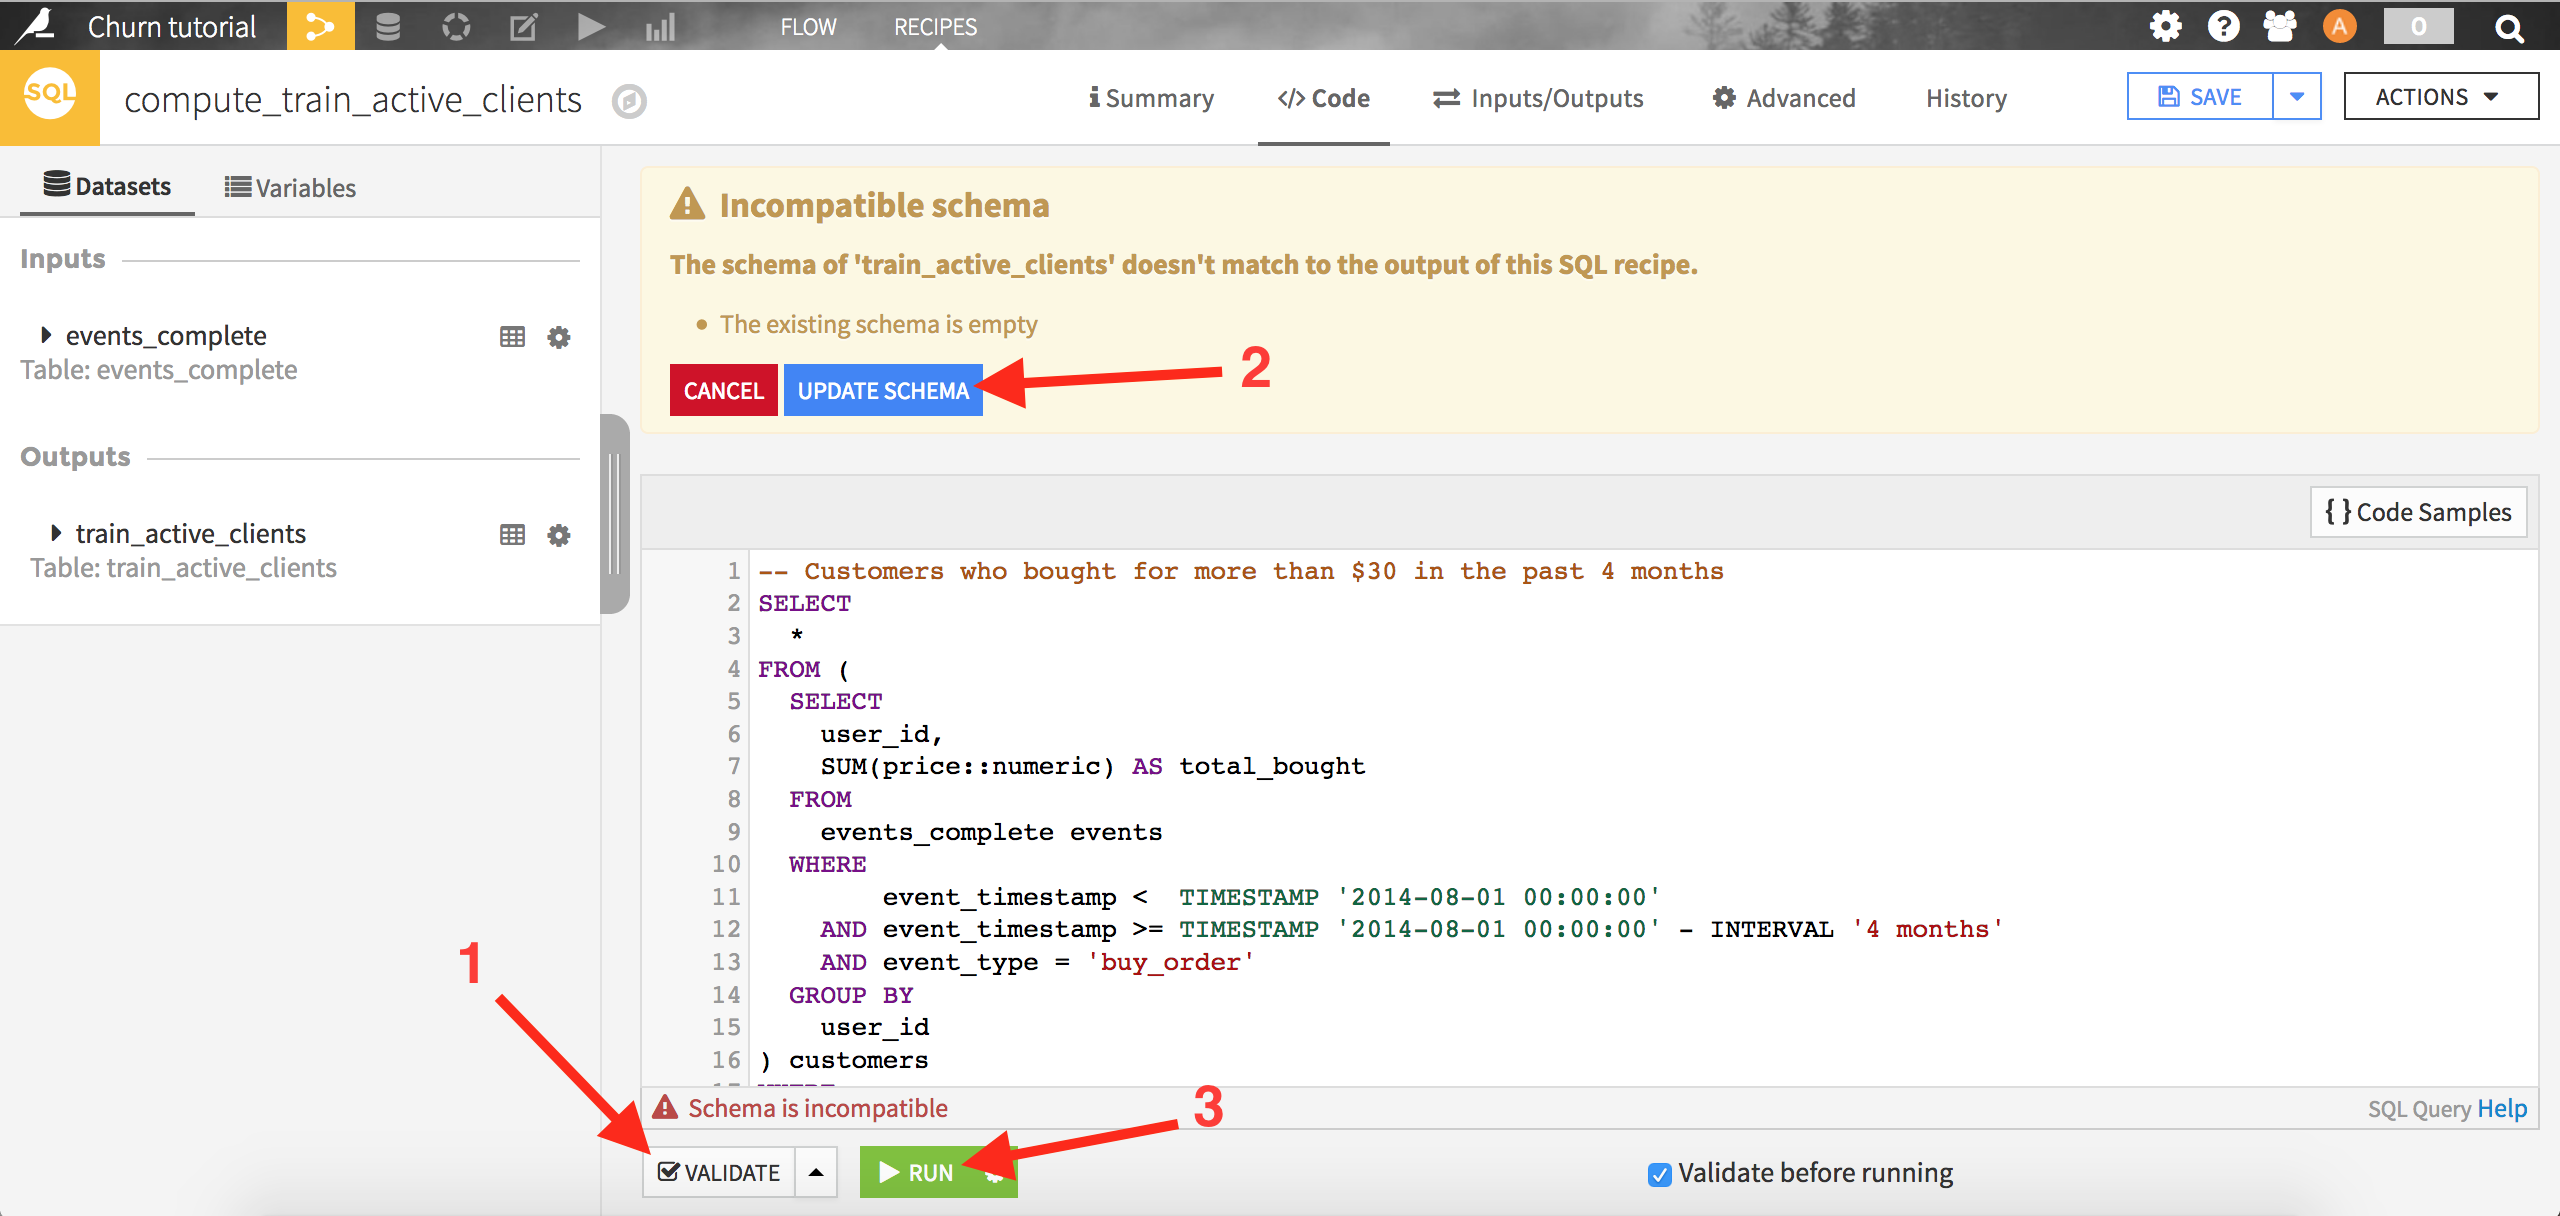 Churn tutorial FLOW RECIPES A 0
SQL compute_train_active_clients Summary </> Code Inputs/Outputs Advanced History SAVE ACTIONS
Datasets Variables
Inputs
events_complete
Table: events_complete
Outputs
train_active_clients
Table: train_active_clients
Incompatible schema
The schema of 'train_active_clients' doesn't match to the output of this SQL recipe.
• The existing schema is empty
CANCEL UPDATE SCHEMA 2
{ } Code Samples
1 -- Customers who bought for more than $30 in the past 4 months
2 SELECT
3 *
4 FROM (
5 SELECT
6 user_id,
7 SUM(price::numeric) AS total_bought
8 FROM
9 events_complete events
10 WHERE
11 event_timestamp < TIMESTAMP '2014-08-01 00:00:00'
12 AND event_timestamp >= TIMESTAMP '2014-08-01 00:00:00' - INTERVAL '4 months'
13 AND event_type = 'buy_order'
14 GROUP BY
15 user_id
16 ) customers
Schema is incompatible SQL Query Help
1
3
VALIDATE RUN Validate before running